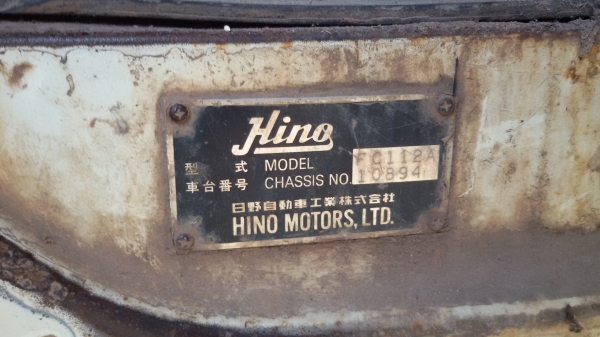 Hino
型式 MODEL FC112A
車台番号 CHASSIS NO. 10894
日野自動車工業株式会社
HINO MOTORS, LTD.